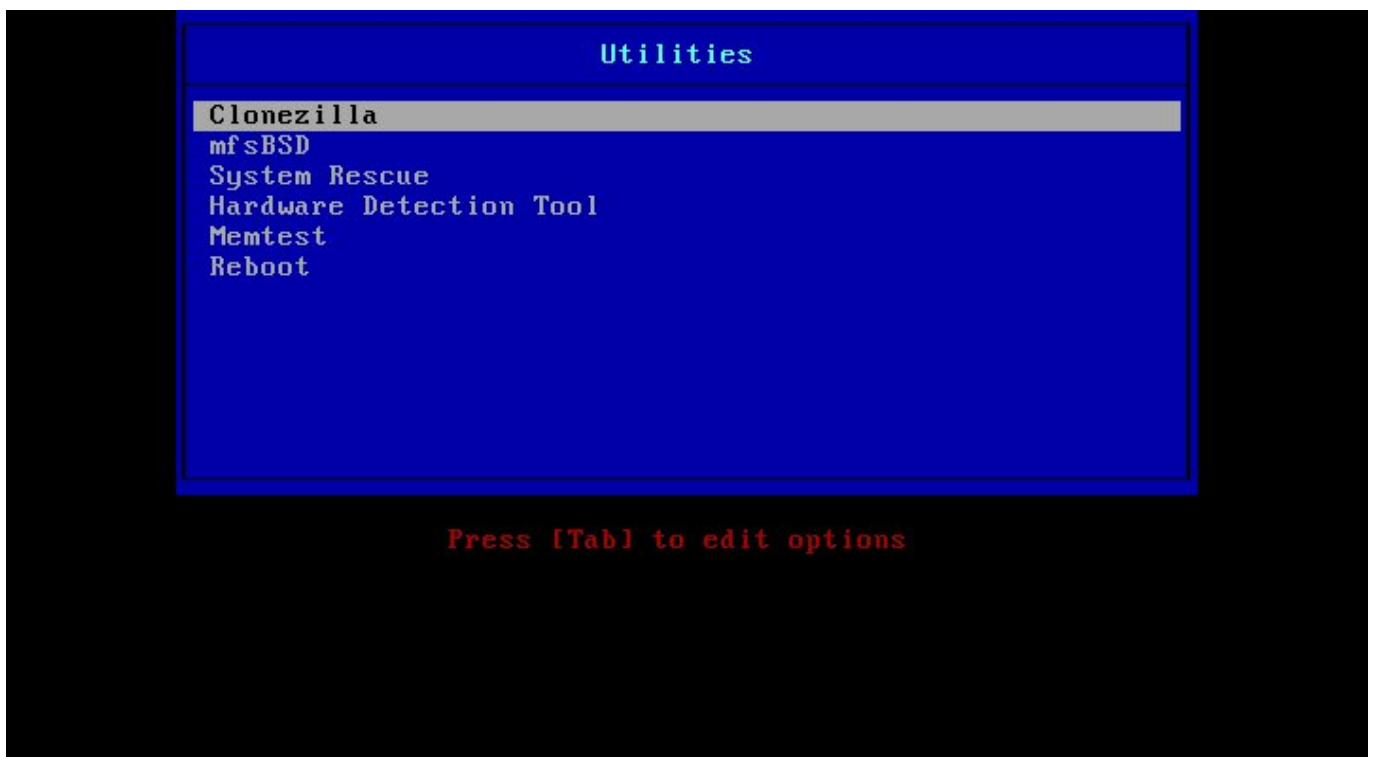 Utilities
Clonezilla
mfsBSD
System Rescue
Hardware Detection Tool
Memtest
Reboot
Press [Tab] to edit options